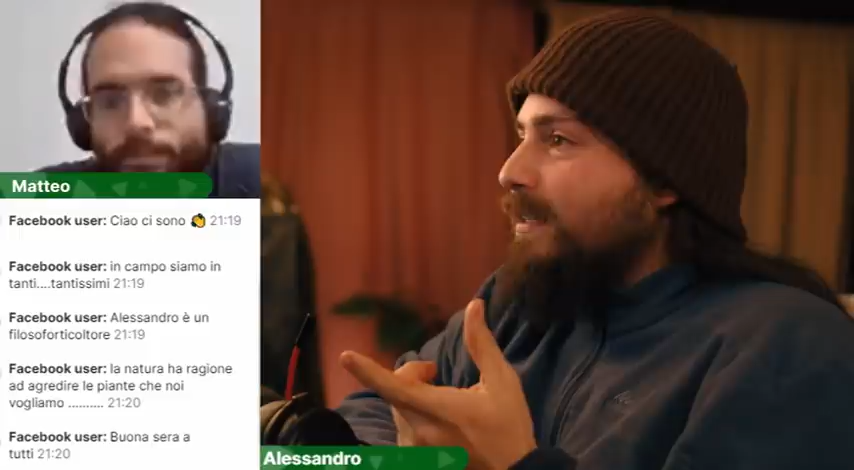 Matteo
Facebook user: Ciao ci sono 👏 21:19
Facebook user: in campo siamo in
tanti....tantissimi 21:19
Facebook user: Alessandro è un
filosoforticoltore 21:19
Facebook user: la natura ha ragione
ad agredire le piante che noi
vogliamo .......... 21:20
Facebook user: Buona sera a
tutti 21:20
Alessandro